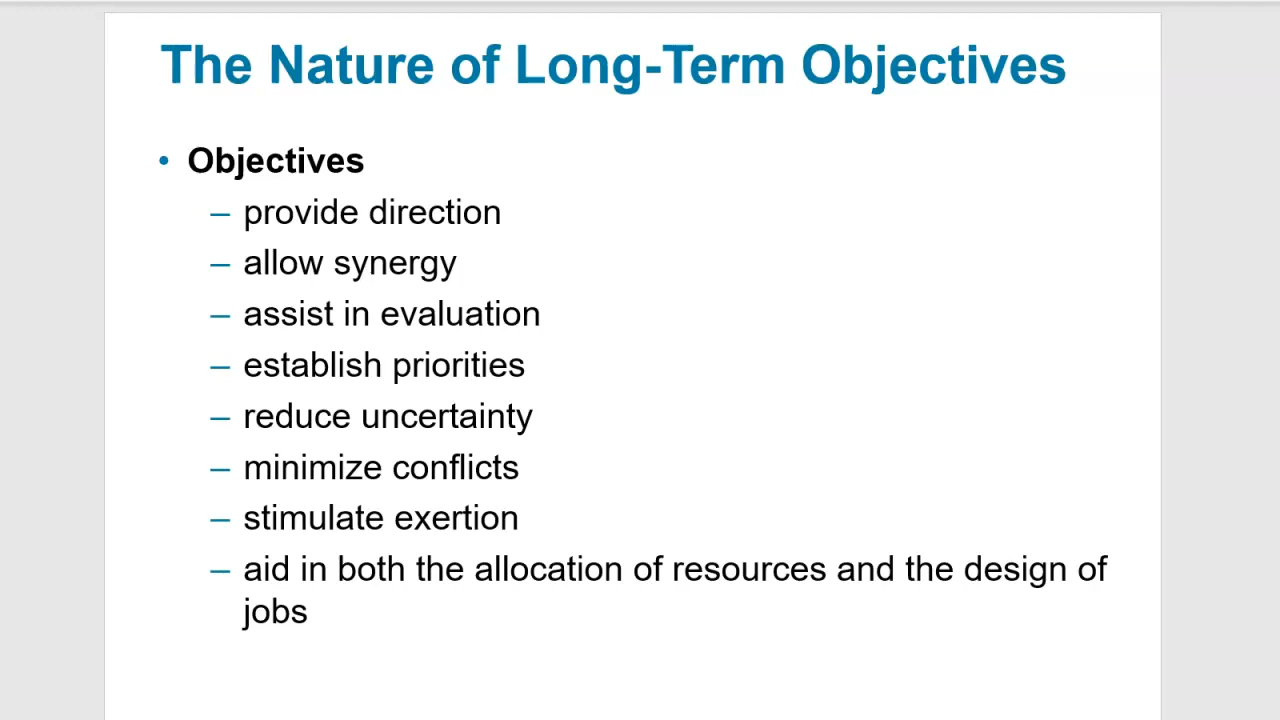 The Nature of Long-Term Objectives
• Objectives
– provide direction
– allow synergy
– assist in evaluation
– establish priorities
– reduce uncertainty
– minimize conflicts
– stimulate exertion
– aid in both the allocation of resources and the design of
jobs